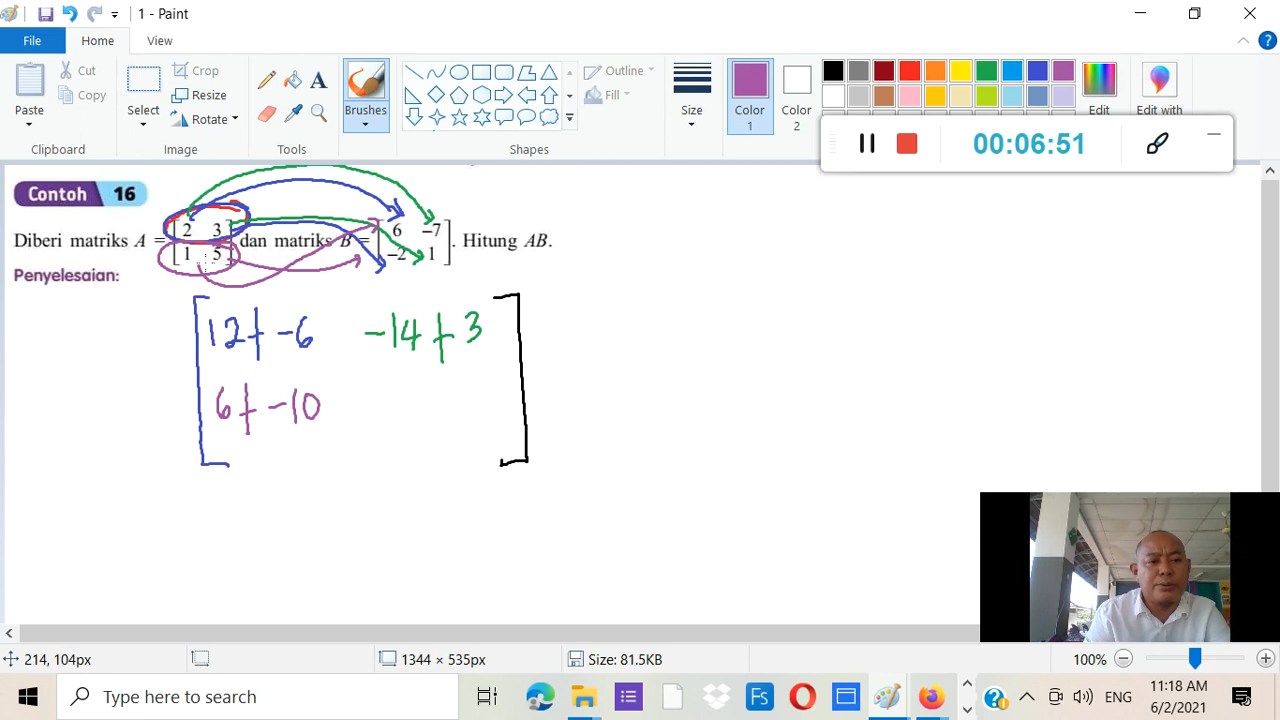 1 - Paint
File Home View
Paste
Cut
Copy
Clipboard
Select
Crop
Resize
Rotate
Image
Tools
Brushes
Shapes
Outline
Fill
Size
Color 1
Color 2
Edit
Edit with
00:06:51
Contoh 16
Diberi matriks A = [2 3 dan matriks B = [6 -7]. Hitung AB.
1 5 -2 1
Penyelesaian:
12 + -6 -14 + 3
6 + -10
214, 104px 1344 × 535px Size: 81.5KB 100%
Type here to search Fs ENG 11:18 AM
6/2/2021